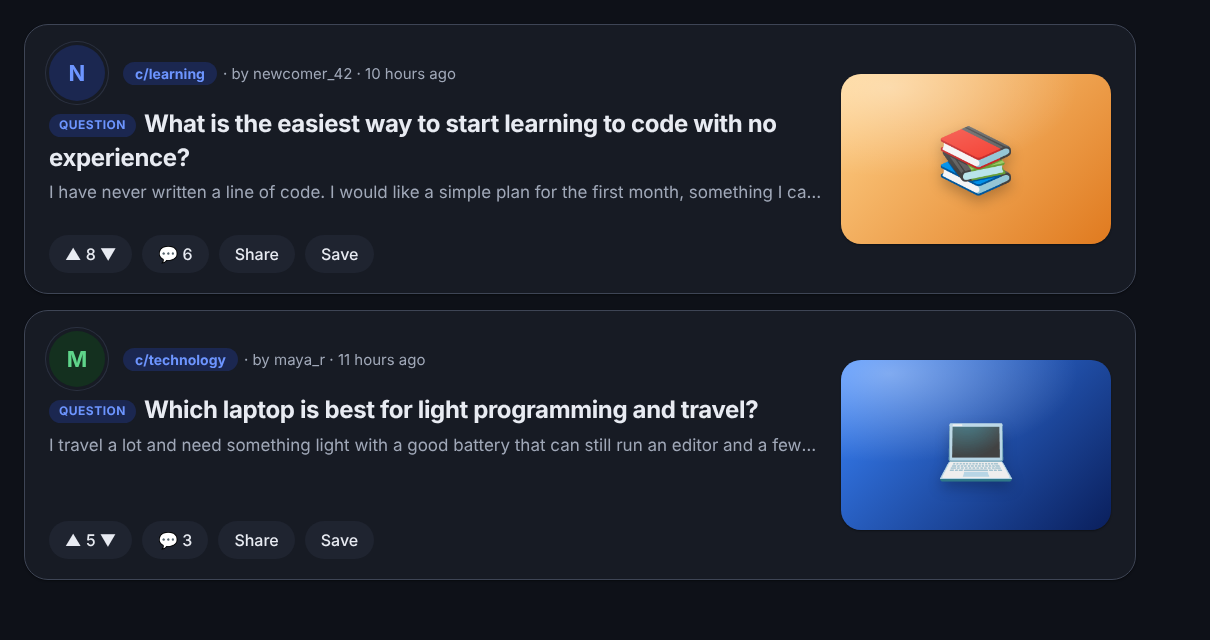 N c/learning · by newcomer_42 · 10 hours ago
QUESTION What is the easiest way to start learning to code with no
experience?
I have never written a line of code. I would like a simple plan for the first month, something I ca...
▲ 8 ▼ 💬 6 Share Save
M c/technology · by maya_r · 11 hours ago
QUESTION Which laptop is best for light programming and travel?
I travel a lot and need something light with a good battery that can still run an editor and a few...
▲ 5 ▼ 💬 3 Share Save